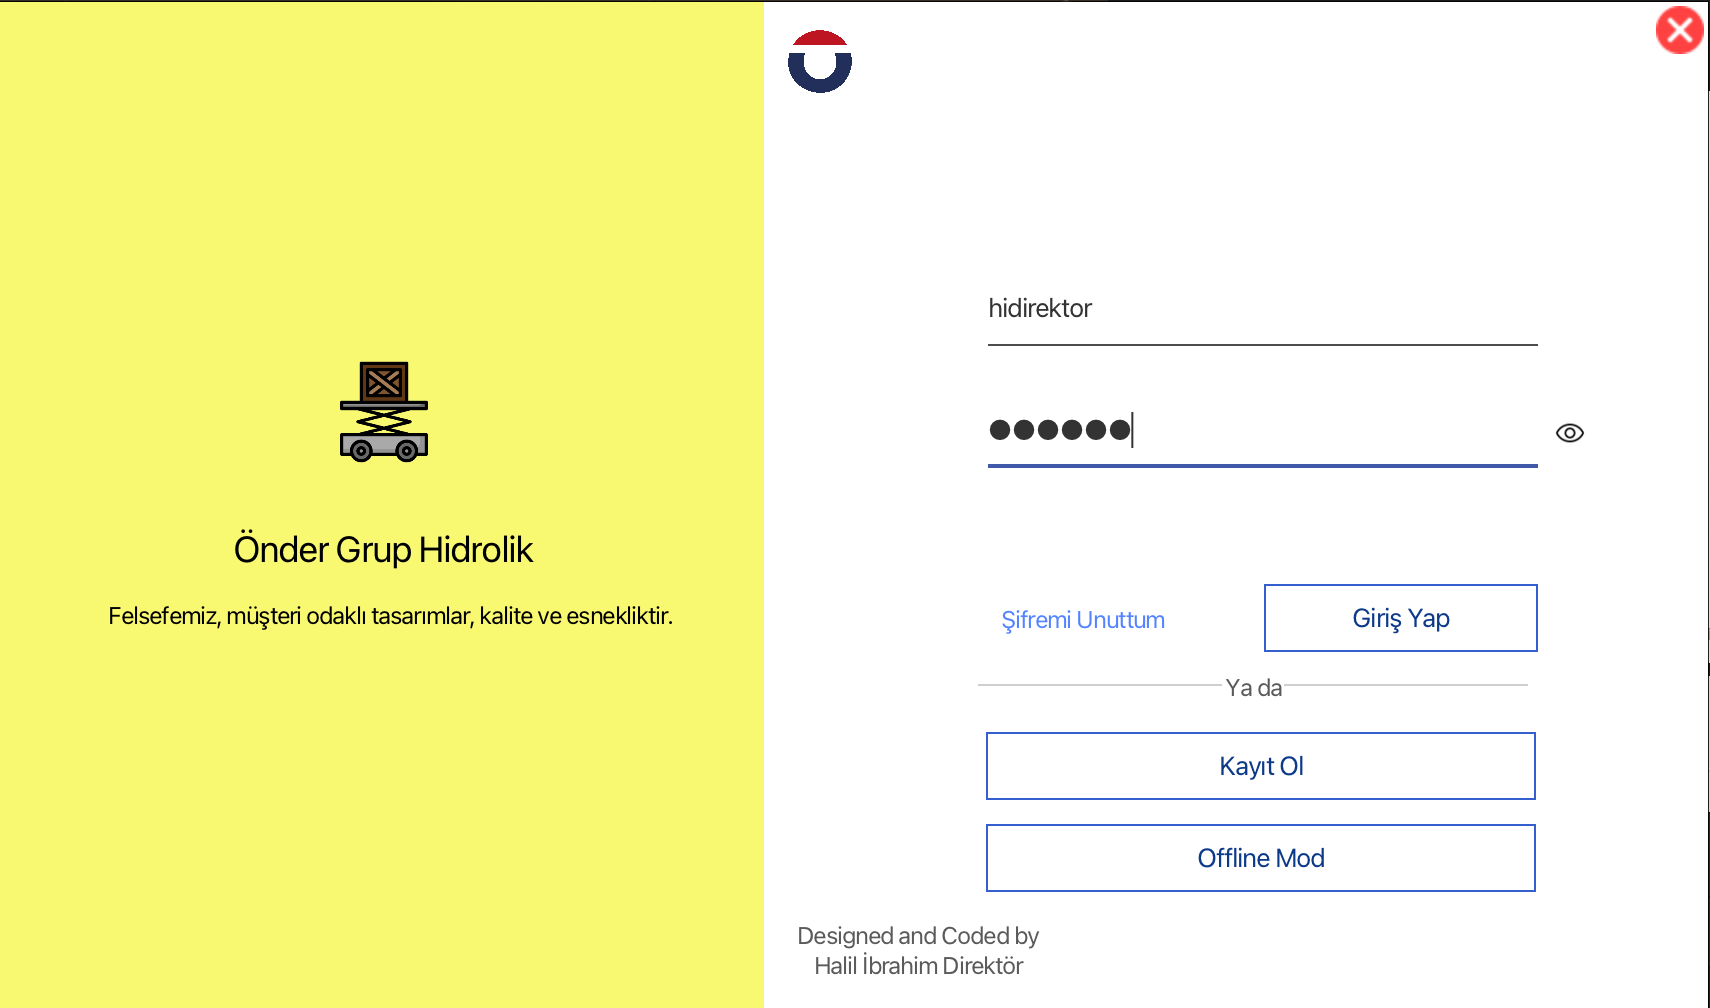 Önder Grup Hidrolik
Felsefemiz, müşteri odaklı tasarımlar, kalite ve esnekliktir.
hidirektor
●●●●●●
Şifremi Unuttum
Giriş Yap
Ya da
Kayıt Ol
Offline Mod
Designed and Coded by
Halil İbrahim Direktör